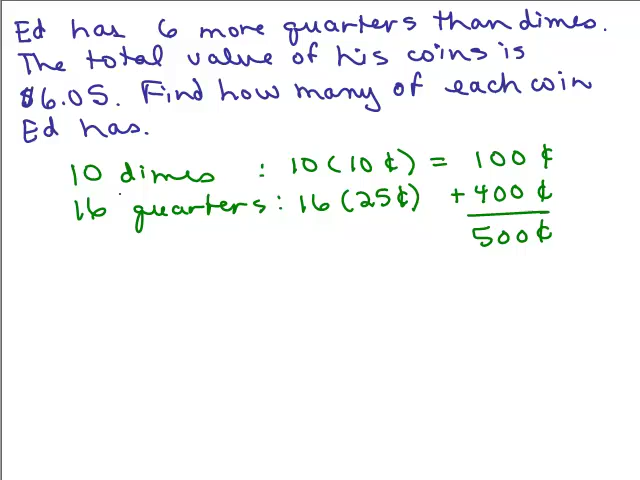 Ed has 6 more quarters than dimes.
The total value of his coins is
$6.05. Find how many of each coin
Ed has.
10 dimes : 10(10¢) = 100 ¢
16 quarters : 16(25¢) + 400 ¢
500¢